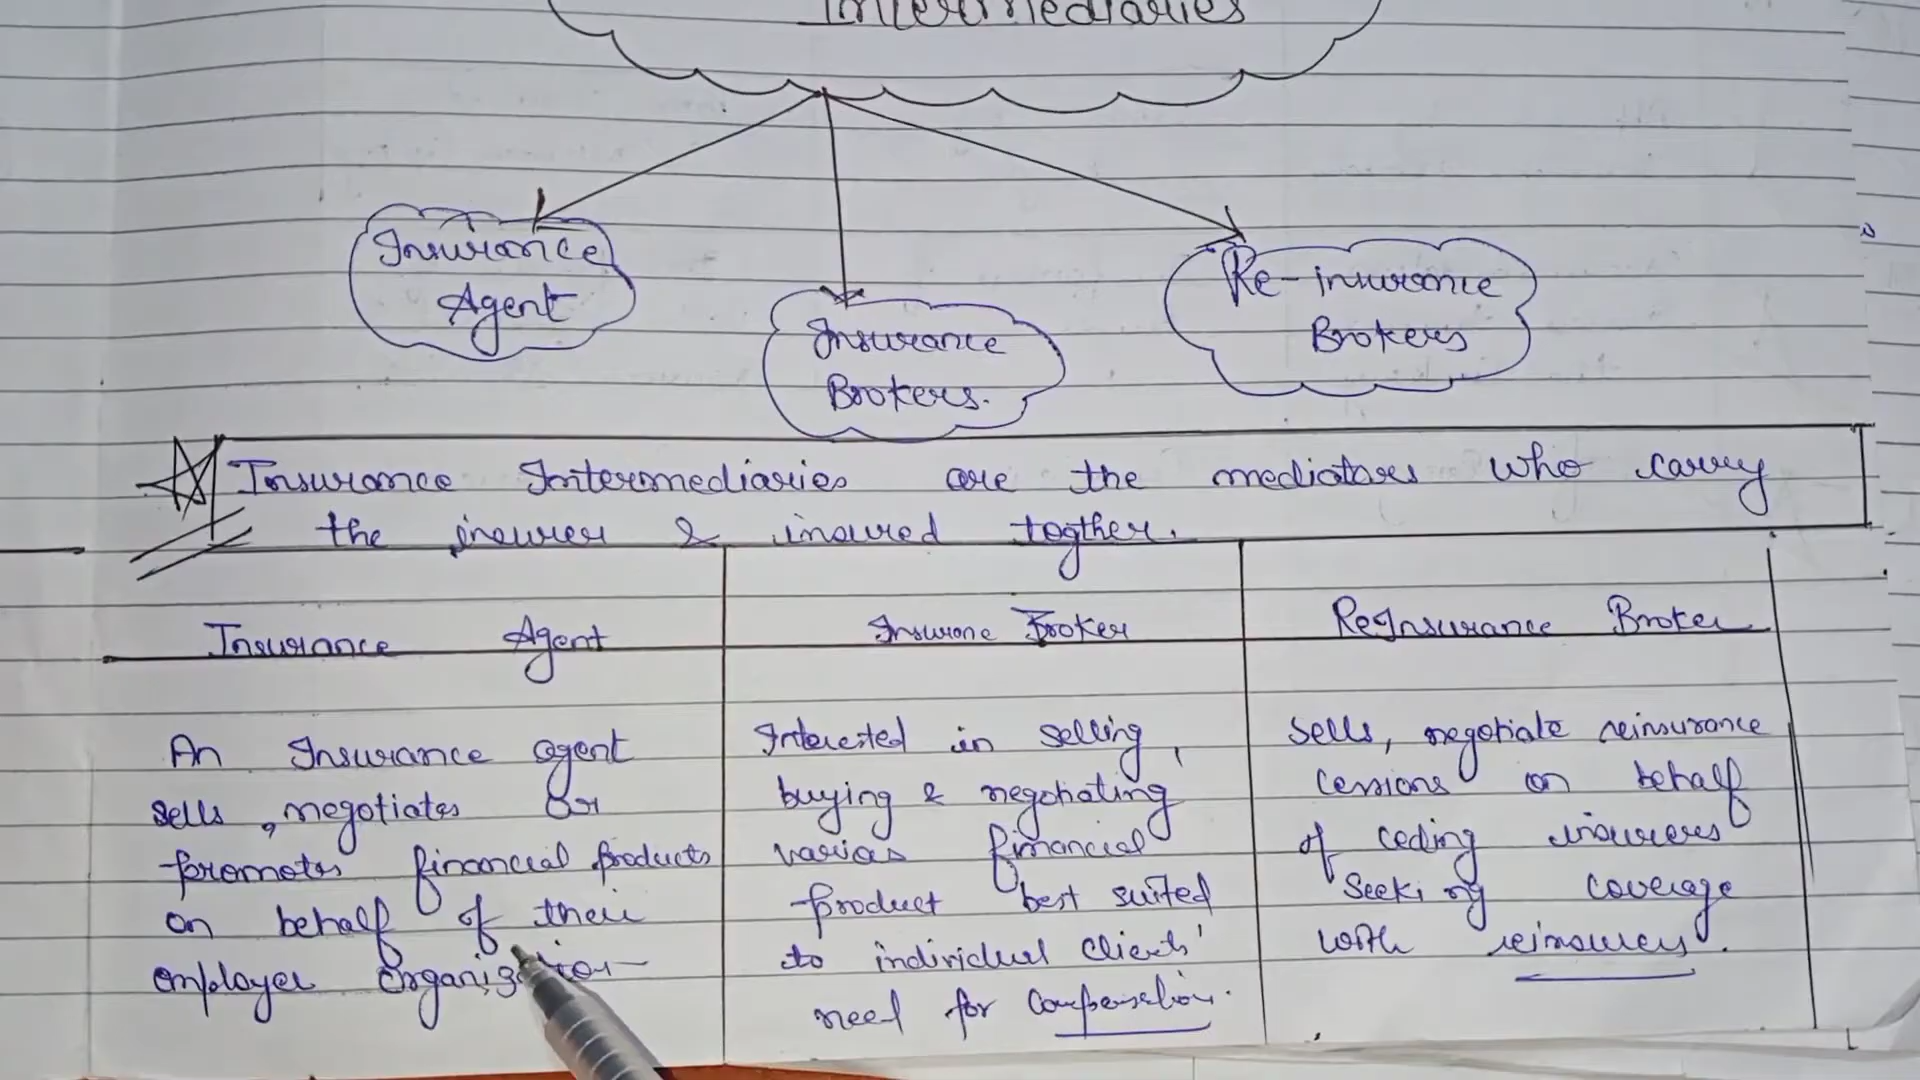 Intermediaries
Insurance
Agent
Insurance
Brokers.
Re-insurance
Brokers
Insurance Intermediaries are the mediators who carry
the insurer & insured togther.
Insurance Agent
An Insurance agent
sells, negotiates or
promotes financial products
on behalf of their
employer organization
Insurance Broker
Interested in selling,
buying & negotiating
varios financial
product best suited
to individual clients'
need for compensation.
ReInsurance Broker
Sells, negotiate reinsurance
cessions on behalf
of ceding insurers
seeking coverage
with reinsurers.